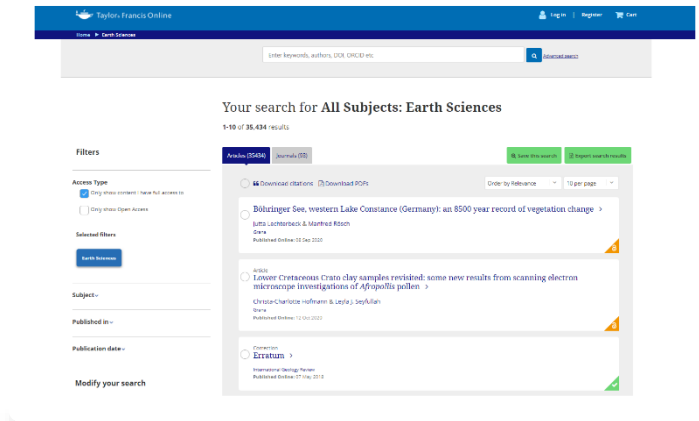 Taylor & Francis Online
Log in | Register Cart
Home Earth Sciences
Enter keywords, authors, DOI, ORCID etc
Advanced search
Your search for All Subjects: Earth Sciences
1-10 of 35,434 results
Filters
Articles (35434) Journals (93)
Save this search Export search results
Access Type
Only show content I have full access to
Only show Open Access
Selected filters
Earth Sciences
Subject
Published in
Publication date
Modify your search
Download citations Download PDFs
Order by Relevance 10 per page
Böhringer See, western Lake Constance (Germany): an 8500 year record of vegetation change >
Jutta Lechterbeck & Manfred Rösch
Grana
Published Online: 08 Sep 2020
Article
Lower Cretaceous Crato clay samples revisited: some new results from scanning electron
microscope investigations of Afropollis pollen >
Christa-Charlotte Hofmann & Leyla J. Seyfullah
Grana
Published Online: 12 Oct 2020
Correction
Erratum >
International Geology Review
Published Online: 07 May 2018